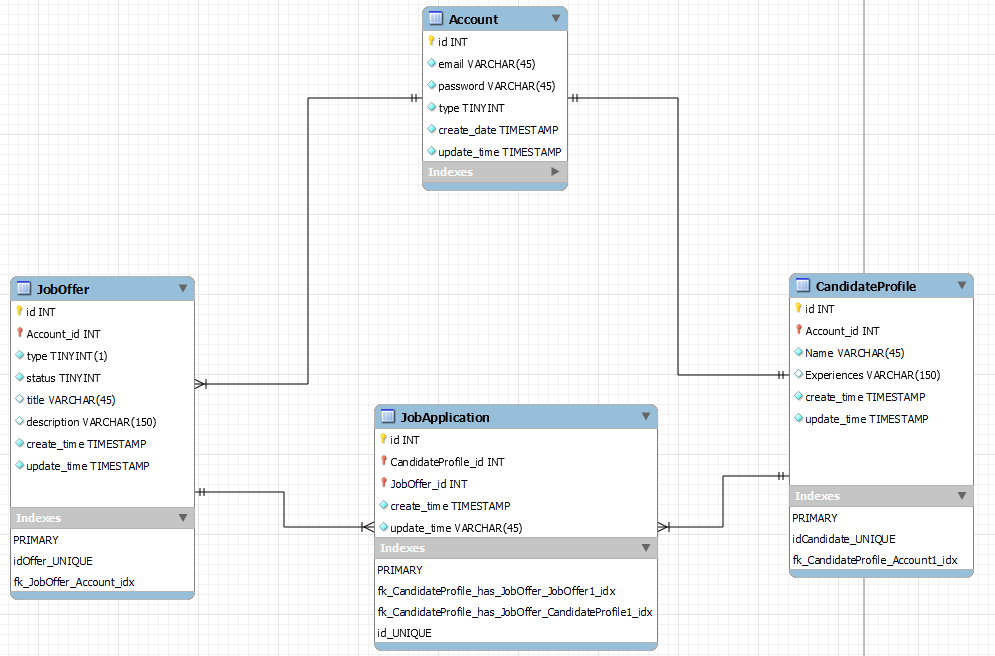 Account
id INT
email VARCHAR(45)
password VARCHAR(45)
type TINYINT
create_date TIMESTAMP
update_time TIMESTAMP
Indexes
JobOffer
id INT
Account_id INT
type TINYINT(1)
status TINYINT
title VARCHAR(45)
description VARCHAR(150)
create_time TIMESTAMP
update_time TIMESTAMP
Indexes
PRIMARY
idOffer_UNIQUE
fk_JobOffer_Account_idx
JobApplication
id INT
CandidateProfile_id INT
JobOffer_id INT
create_time TIMESTAMP
update_time VARCHAR(45)
Indexes
PRIMARY
fk_CandidateProfile_has_JobOffer_JobOffer1_idx
fk_CandidateProfile_has_JobOffer_CandidateProfile1_idx
id_UNIQUE
CandidateProfile
id INT
Account_id INT
Name VARCHAR(45)
Experiences VARCHAR(150)
create_time TIMESTAMP
update_time TIMESTAMP
Indexes
PRIMARY
idCandidate_UNIQUE
fk_CandidateProfile_Account1_idx